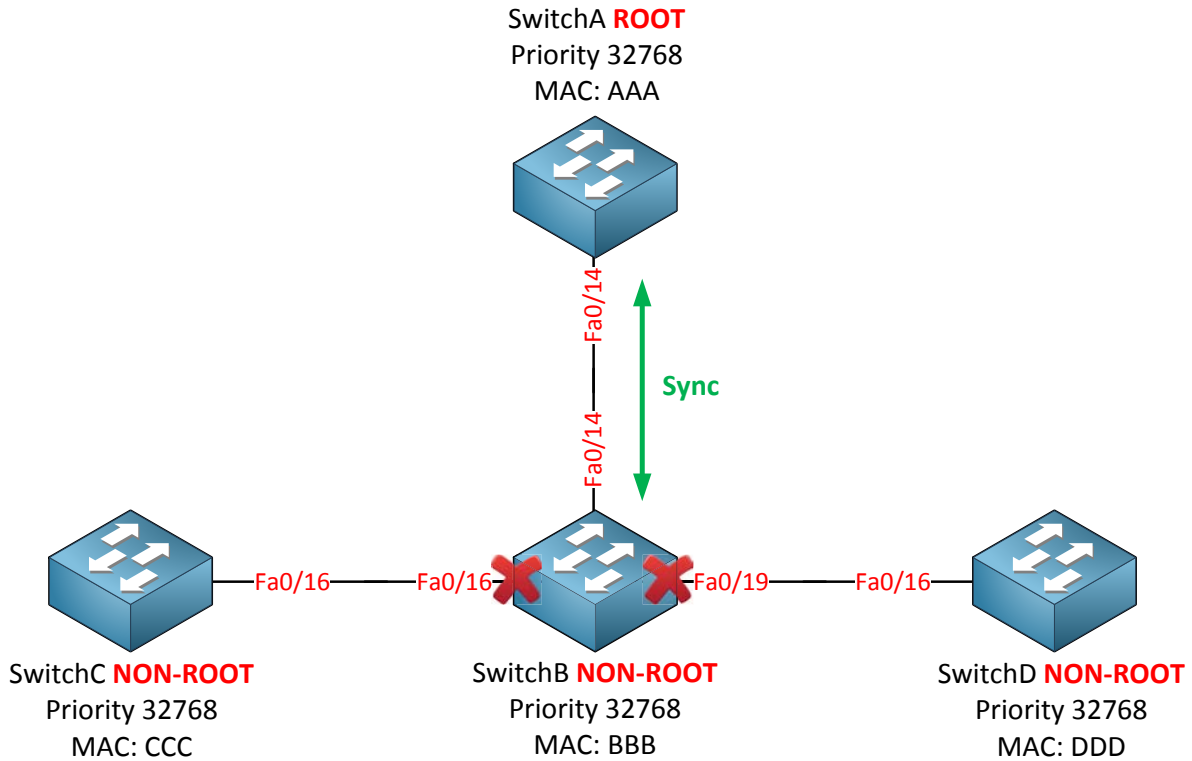 SwitchA ROOT
Priority 32768
MAC: AAA
Fa0/14
Sync
Fa0/14
Fa0/16
Fa0/16
Fa0/19
Fa0/16
SwitchC NON-ROOT
Priority 32768
MAC: CCC
SwitchB NON-ROOT
Priority 32768
MAC: BBB
SwitchD NON-ROOT
Priority 32768
MAC: DDD